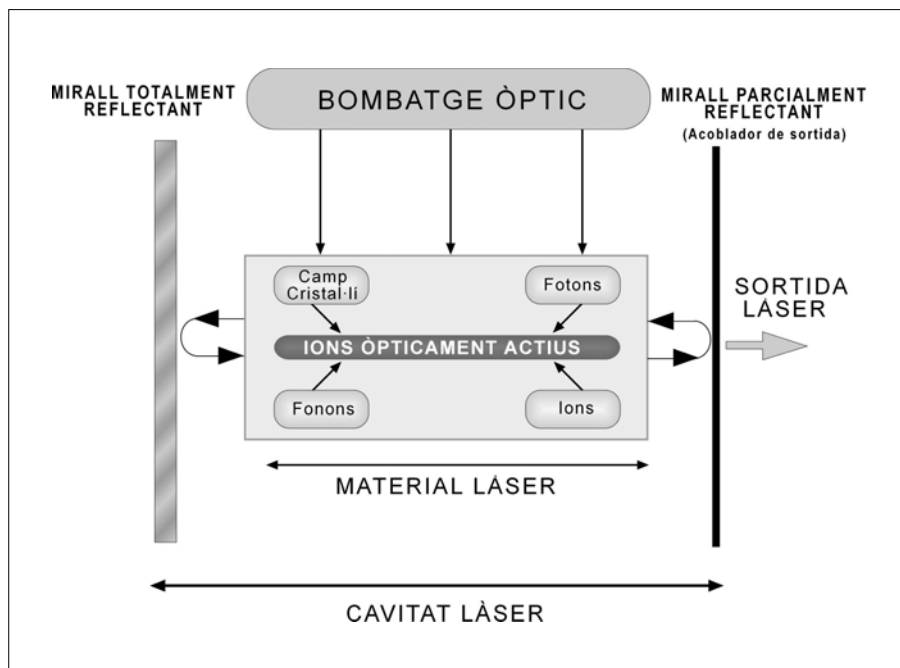 BOMBATGE ÒPTIC
MIRALL TOTALMENT
REFLECTANT
MIRALL PARCIALMENT
REFLECTANT
(Acoblador de sortida)
Camp
Cristal·lí
Fotons
IONS ÒPTICAMENT ACTIUS
Fonons
Ions
SORTIDA
LÀSER
MATERIAL LÀSER
CAVITAT LÀSER